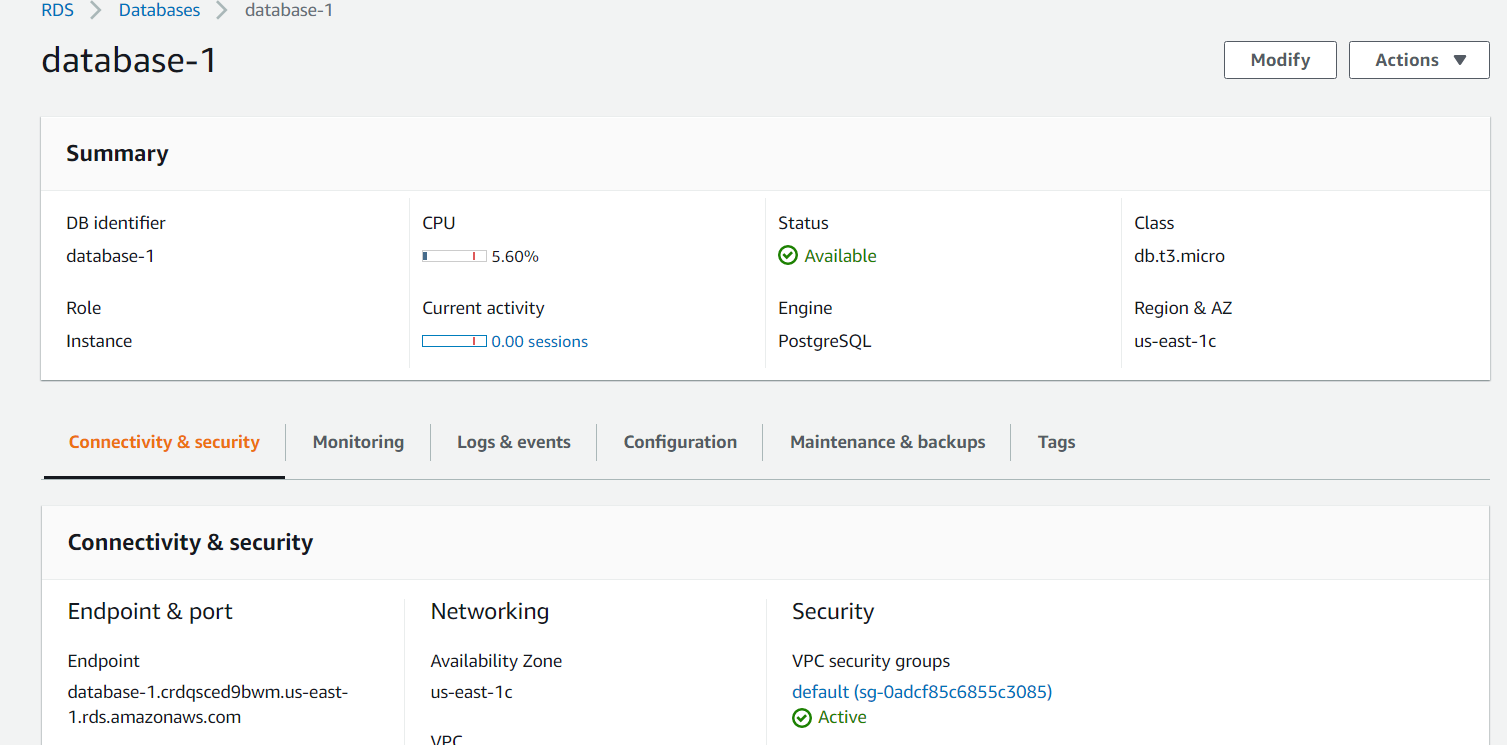 RDS > Databases > database-1
database-1
Modify
Actions
Summary
DB identifier
database-1
CPU
5.60%
Status
Available
Class
db.t3.micro
Role
Instance
Current activity
0.00 sessions
Engine
PostgreSQL
Region & AZ
us-east-1c
Connectivity & security
Monitoring
Logs & events
Configuration
Maintenance & backups
Tags
Connectivity & security
Endpoint & port
Endpoint
database-1.crdqsced9bwm.us-east-
1.rds.amazonaws.com
Networking
Availability Zone
us-east-1c
VPC
Security
VPC security groups
default (sg-0adcf85c6855c3085)
Active